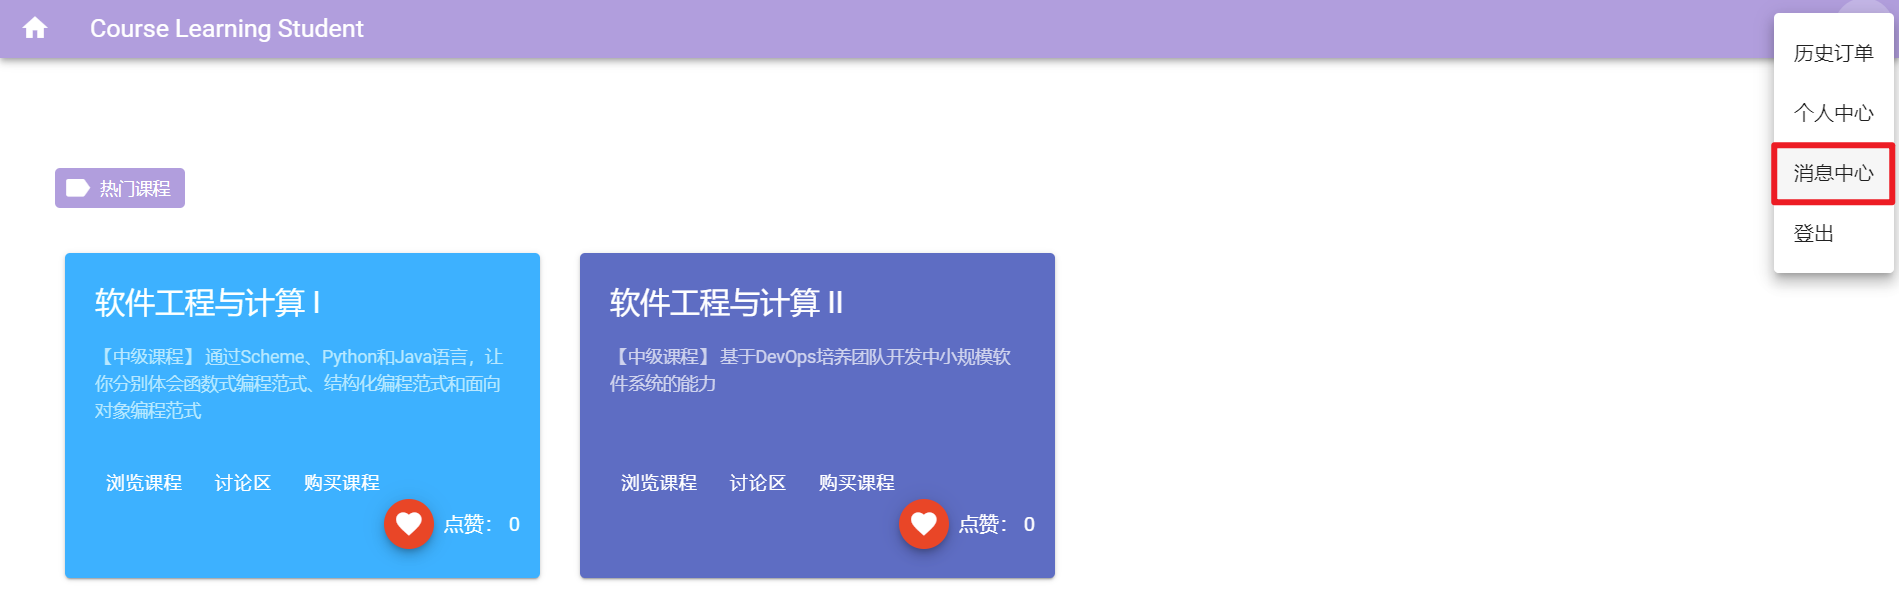 Course Learning Student
历史订单
个人中心
消息中心
登出
热门课程
软件工程与计算 I
【中级课程】 通过Scheme、Python和Java语言，让
你分别体会函数式编程范式、结构化编程范式和面向
对象编程范式
浏览课程 讨论区 购买课程
点赞： 0
软件工程与计算 II
【中级课程】 基于DevOps培养团队开发中小规模软
件系统的能力
浏览课程 讨论区 购买课程
点赞： 0